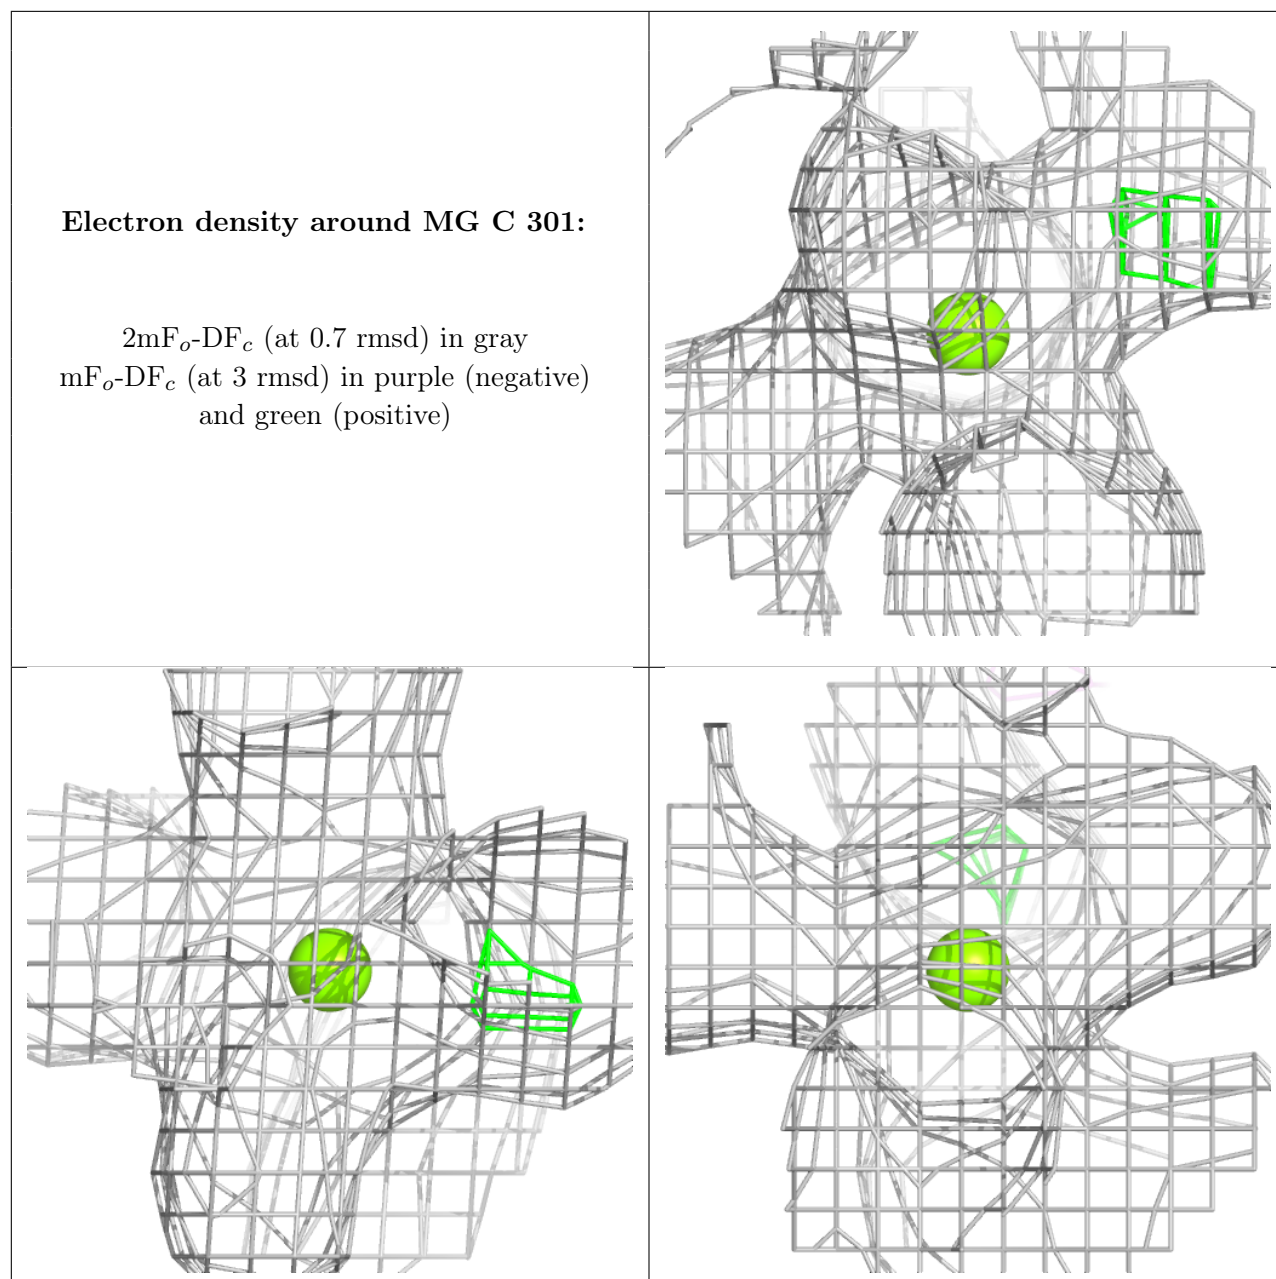 Electron density around MG C 301:
2mFₒ-DF𝒸 (at 0.7 rmsd) in gray
mFₒ-DF𝒸 (at 3 rmsd) in purple (negative)
and green (positive)